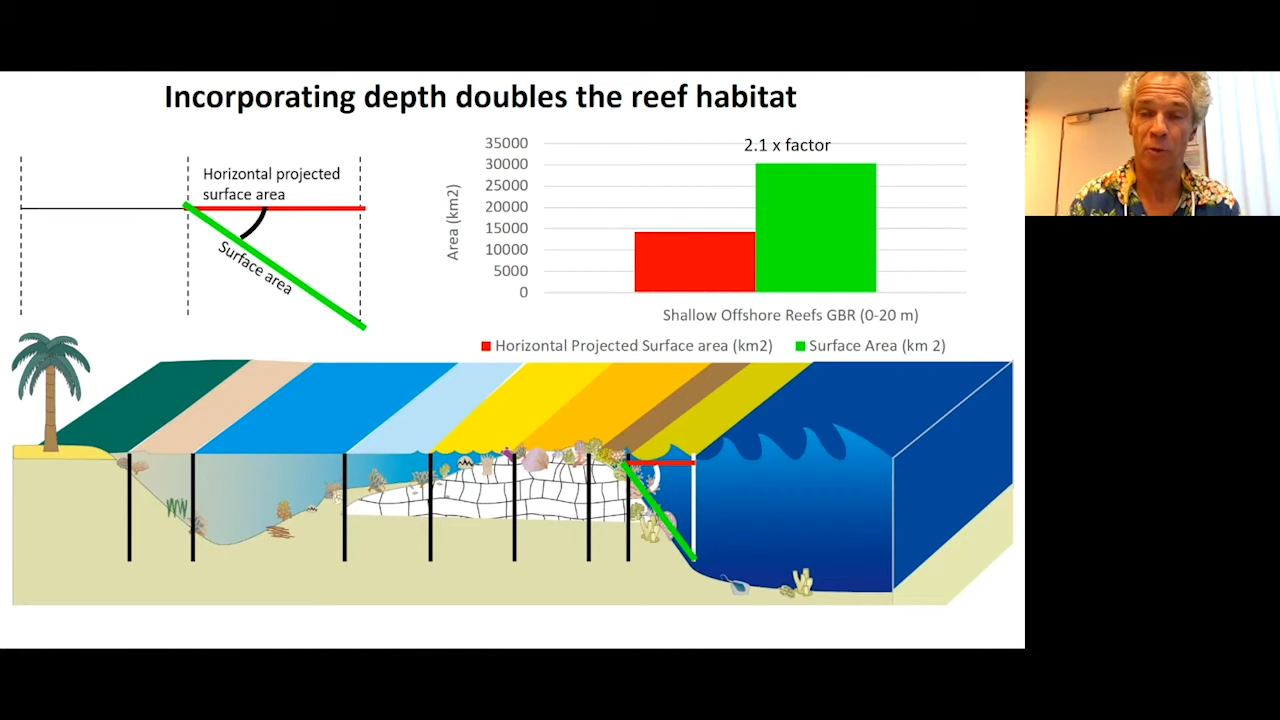 Incorporating depth doubles the reef habitat
Horizontal projected
surface area
Surface area
2.1 x factor
35000
30000
25000
20000
15000
10000
5000
0
Area (km2)
Shallow Offshore Reefs GBR (0-20 m)
Horizontal Projected Surface area (km2)
Surface Area (km 2)